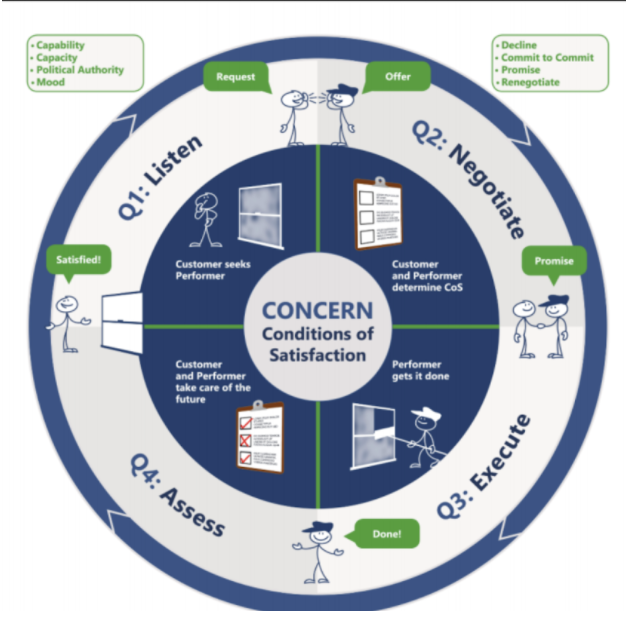 • Capability
• Capacity
• Political Authority
• Mood
• Decline
• Commit to Commit
• Promise
• Renegotiate
Request
Offer
Q1: Listen
Q2: Negotiate
Customer seeks
Performer
Customer
and Performer
determine CoS
Satisfied!
Promise
CONCERN
Conditions of
Satisfaction
Customer
and Performer
take care of the
future
Performer
gets it done
Q4: Assess
Q3: Execute
Done!